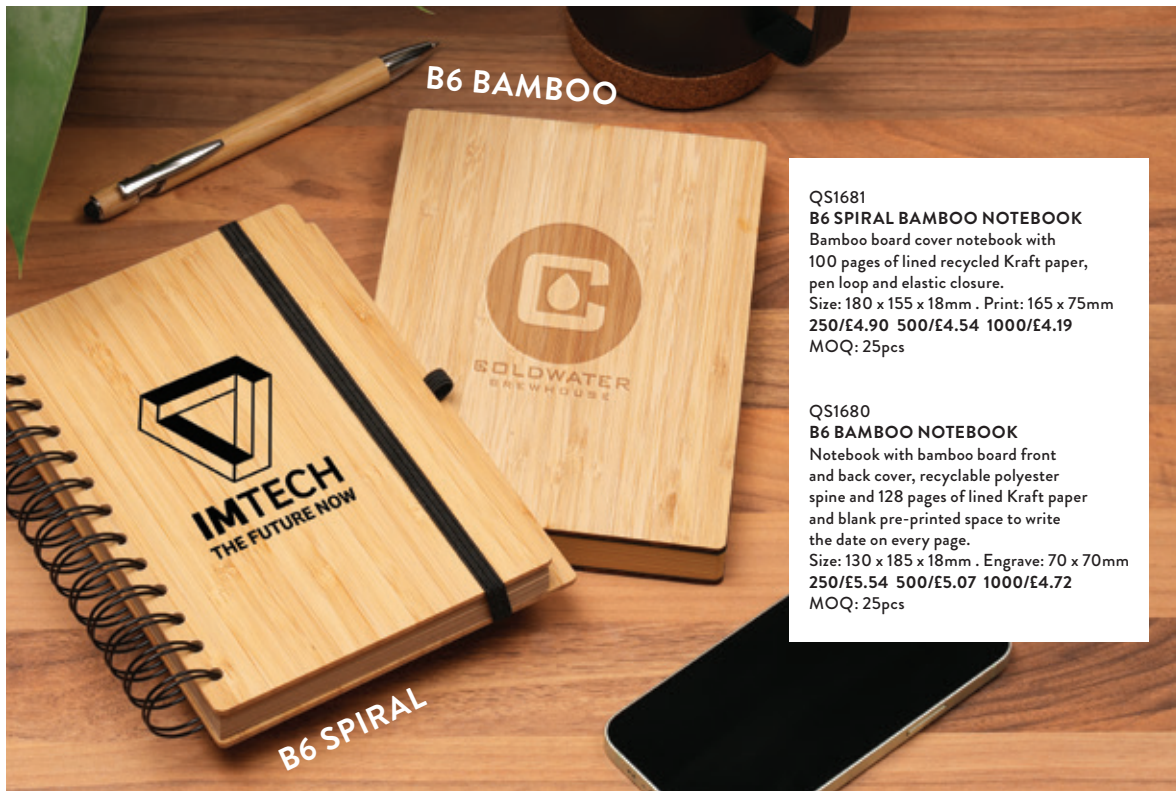 B6 BAMBOO
COLDWATER
BREWHOUSE
IMTECH
THE FUTURE NOW
B6 SPIRAL
QS1681
B6 SPIRAL BAMBOO NOTEBOOK
Bamboo board cover notebook with
100 pages of lined recycled Kraft paper,
pen loop and elastic closure.
Size: 180 x 155 x 18mm . Print: 165 x 75mm
250/£4.90 500/£4.54 1000/£4.19
MOQ: 25pcs
QS1680
B6 BAMBOO NOTEBOOK
Notebook with bamboo board front
and back cover, recyclable polyester
spine and 128 pages of lined Kraft paper
and blank pre-printed space to write
the date on every page.
Size: 130 x 185 x 18mm . Engrave: 70 x 70mm
250/£5.54 500/£5.07 1000/£4.72
MOQ: 25pcs